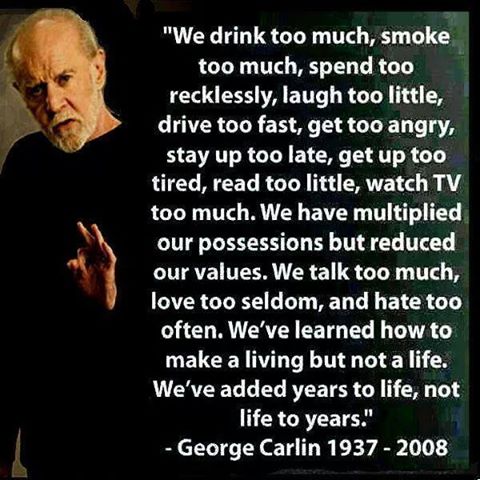 "We drink too much, smoke
too much, spend too
recklessly, laugh too little,
drive too fast, get too angry,
stay up too late, get up too
tired, read too little, watch TV
too much. We have multiplied
our possessions but reduced
our values. We talk too much,
love too seldom, and hate too
often. We've learned how to
make a living but not a life.
We've added years to life, not
life to years."
- George Carlin 1937 - 2008